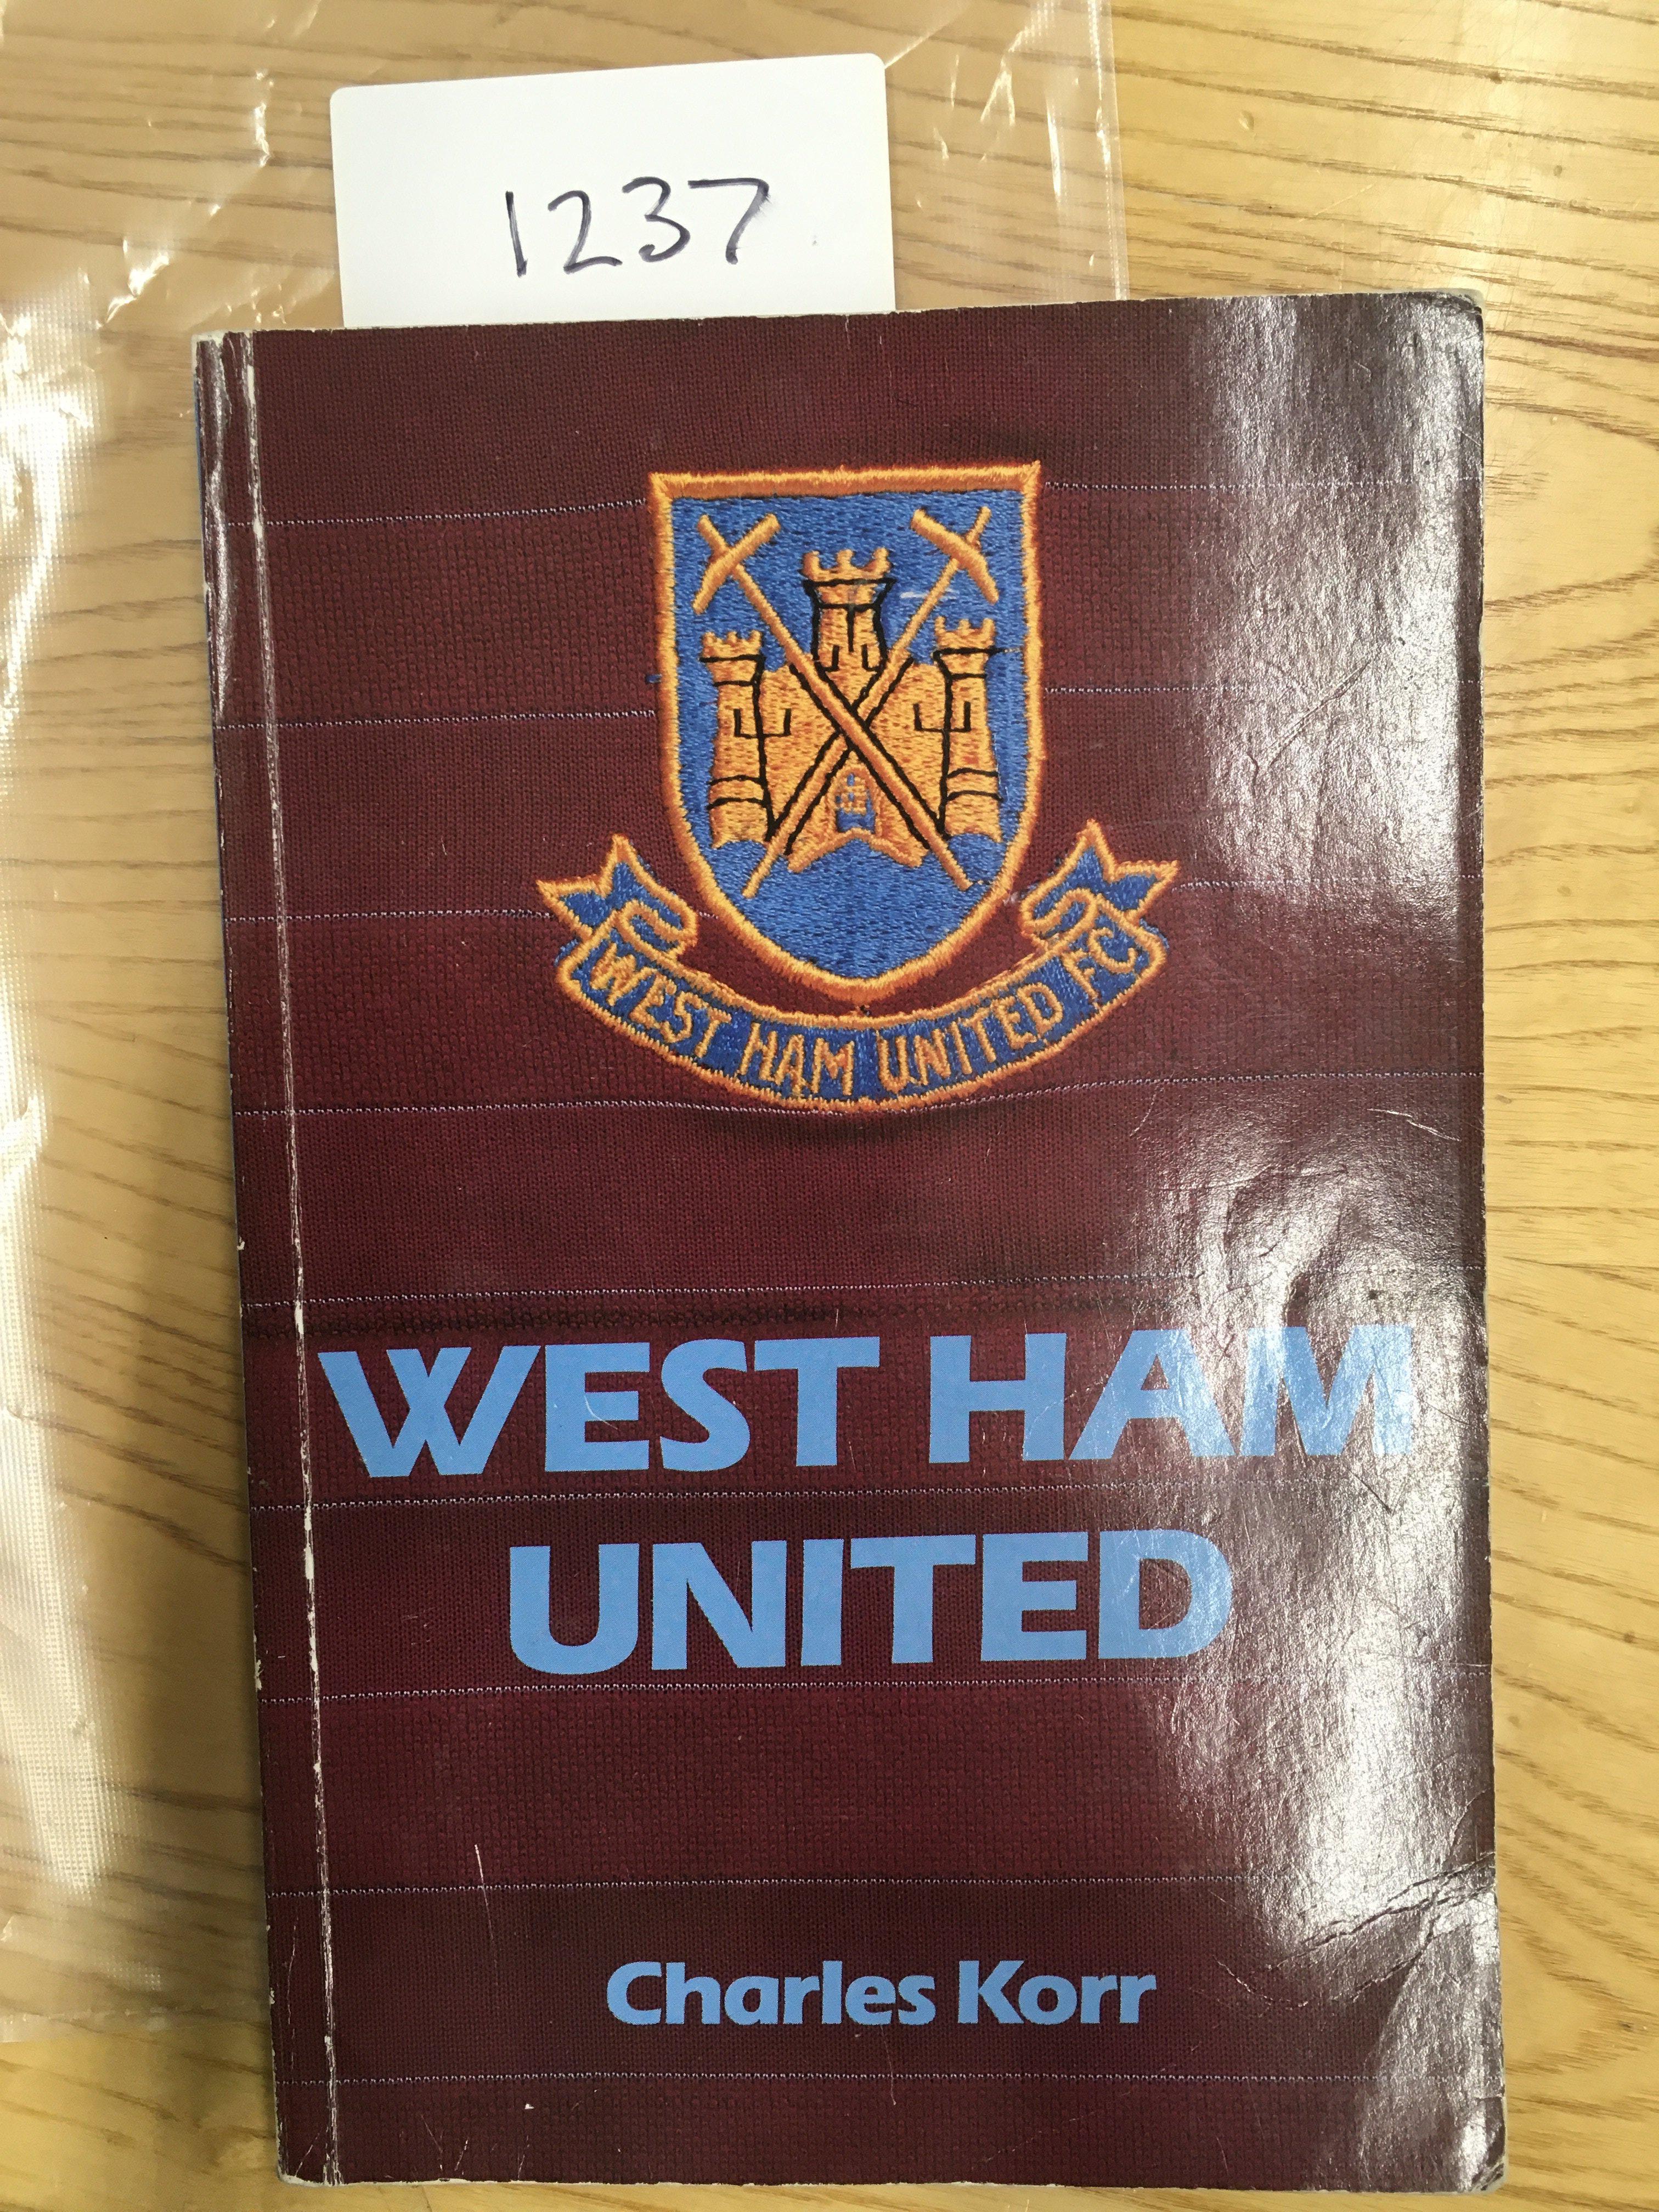 1237
WEST HAM UNITED FC
WEST HAM
UNITED
Charles Korr